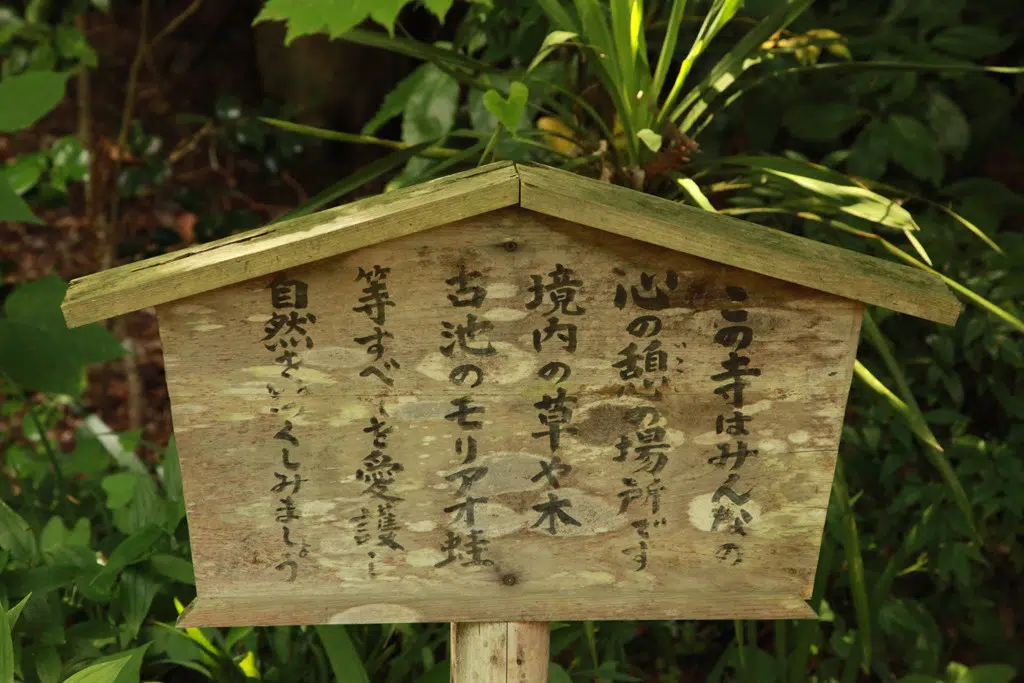 この寺はみんなの
心の憩の場所です
境内の草や木
古池のモリアオ蛙
等すべてを愛護し
自然をいつくしみましょう